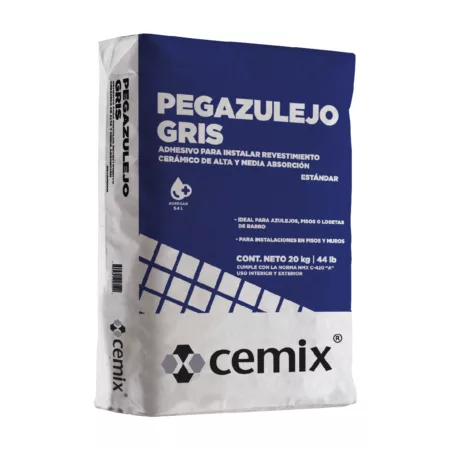 PEGAZULEJO
GRIS
ADHESIVO PARA INSTALAR REVESTIMIENTO
CERÁMICO DE ALTA Y MEDIA ABSORCIÓN
ESTÁNDAR
AGREGAR
5.4 L
• IDEAL PARA AZULEJOS, PISOS O LOSETAS
DE BARRO
• PARA INSTALACIONES EN PISOS Y MUROS
CONT. NETO 20 kg | 44 lb
CUMPLE CON LA NORMA NMX C-420 "A"
USO INTERIOR Y EXTERIOR
cemix®
PEGAZULEJO
GRIS
cemix